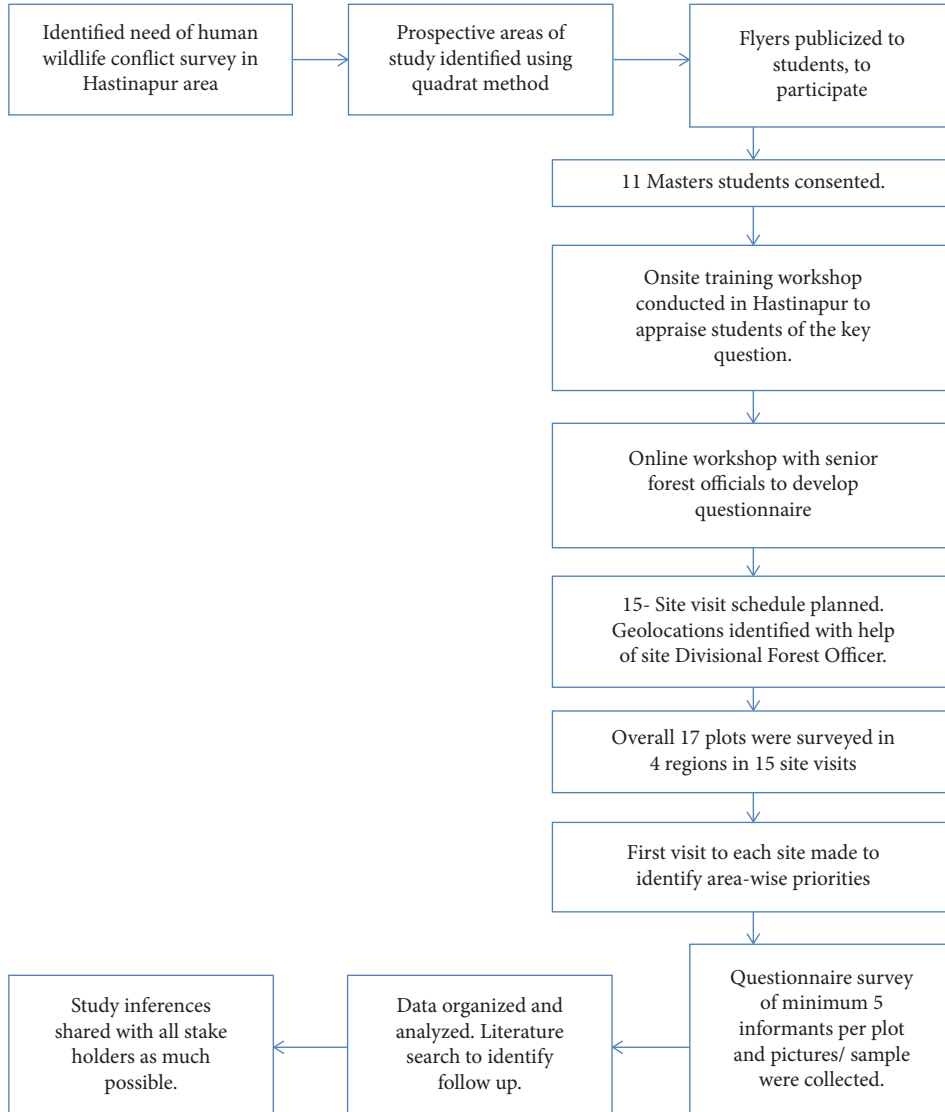 Identified need of human
wildlife conflict survey in
Hastinapur area
Prospective areas of
study identified using
quadrat method
Flyers publicized to
students, to
participate
11 Masters students consented.
Onsite training workshop
conducted in Hastinapur to
appraise students of the key
question.
Online workshop with senior
forest officials to develop
questionnaire
15- Site visit schedule planned.
Geolocations identified with help
of site Divisional Forest Officer.
Overall 17 plots were surveyed in
4 regions in 15 site visits
First visit to each site made to
identify area-wise priorities
Questionnaire survey
of minimum 5
informants per plot
and pictures/ sample
were collected.
Data organized and
analyzed. Literature
search to identify
follow up.
Study inferences
shared with all stake
holders as much
possible.